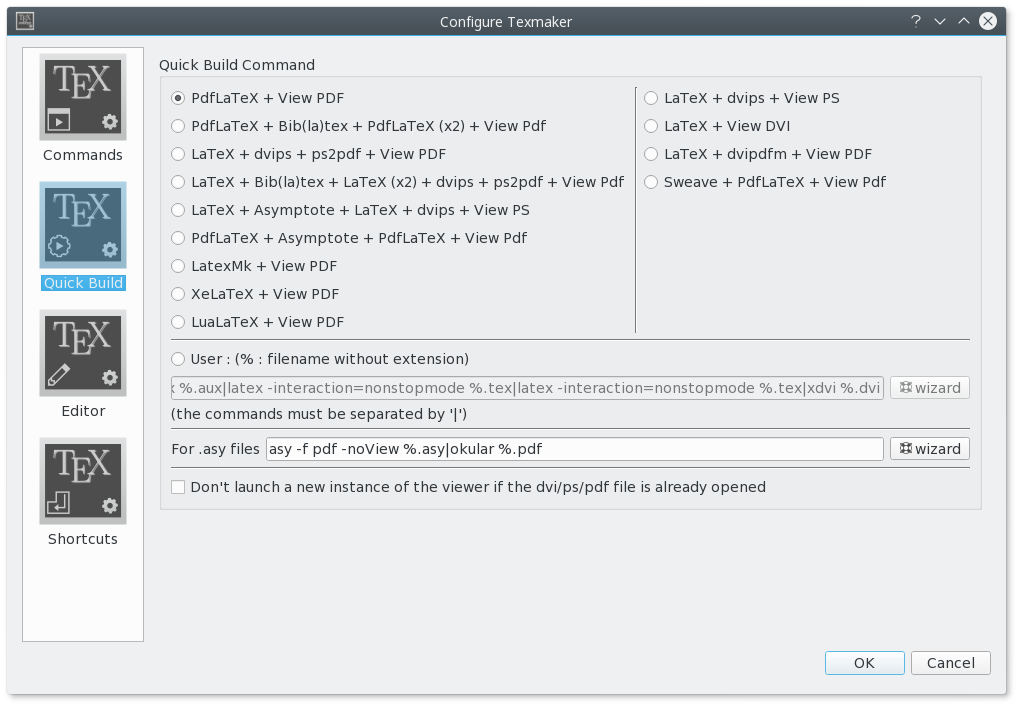 Configure Texmaker
TEX
Commands
TEX
Quick Build
TEX
Editor
TEX
Shortcuts
Quick Build Command
PdfLaTeX + View PDF
PdfLaTeX + Bib(la)tex + PdfLaTeX (x2) + View Pdf
LaTeX + dvips + ps2pdf + View PDF
LaTeX + Bib(la)tex + LaTeX (x2) + dvips + ps2pdf + View Pdf
LaTeX + Asymptote + LaTeX + dvips + View PS
PdfLaTeX + Asymptote + PdfLaTeX + View Pdf
LatexMk + View PDF
XeLaTeX + View PDF
LuaLaTeX + View PDF
LaTeX + dvips + View PS
LaTeX + View DVI
LaTeX + dvipdfm + View PDF
Sweave + PdfLaTeX + View Pdf
User : (% : filename without extension)
%.aux|latex -interaction=nonstopmode %.tex|latex -interaction=nonstopmode %.tex|xdvi %.dvi wizard
(the commands must be separated by '|')
For .asy files asy -f pdf -noView %.asy|okular %.pdf wizard
Don't launch a new instance of the viewer if the dvi/ps/pdf file is already opened
OK Cancel